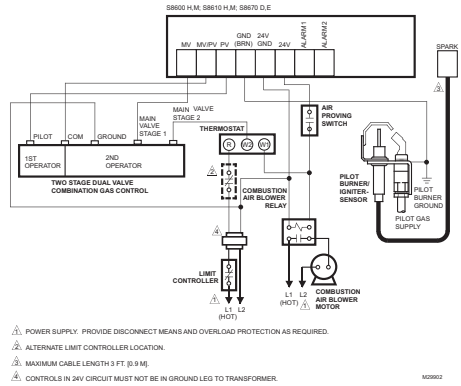 S8600 H,M; S8610 H,M; S8670 D,E
MV MV/PV PV GND (BRN) 24V GND 24V ALARM1 ALARM2
SPARK
3
MAIN VALVE STAGE 1
MAIN VALVE STAGE 2
AIR PROVING SWITCH
PILOT COM GROUND
THERMOSTAT
R W2 W1
1ST OPERATOR
2ND OPERATOR
TWO STAGE DUAL VALVE COMBINATION GAS CONTROL
2
COMBUSTION AIR BLOWER RELAY
PILOT BURNER/ IGNITER- SENSOR
PILOT BURNER GROUND
PILOT GAS SUPPLY
4
LIMIT CONTROLLER
1
L1 (HOT) L2
L1 (HOT) L2
1
COMBUSTION AIR BLOWER MOTOR
1 POWER SUPPLY. PROVIDE DISCONNECT MEANS AND OVERLOAD PROTECTION AS REQUIRED.
2 ALTERNATE LIMIT CONTROLLER LOCATION.
3 MAXIMUM CABLE LENGTH 3 FT. [0.9 M].
4 CONTROLS IN 24V CIRCUIT MUST NOT BE IN GROUND LEG TO TRANSFORMER.
M29902